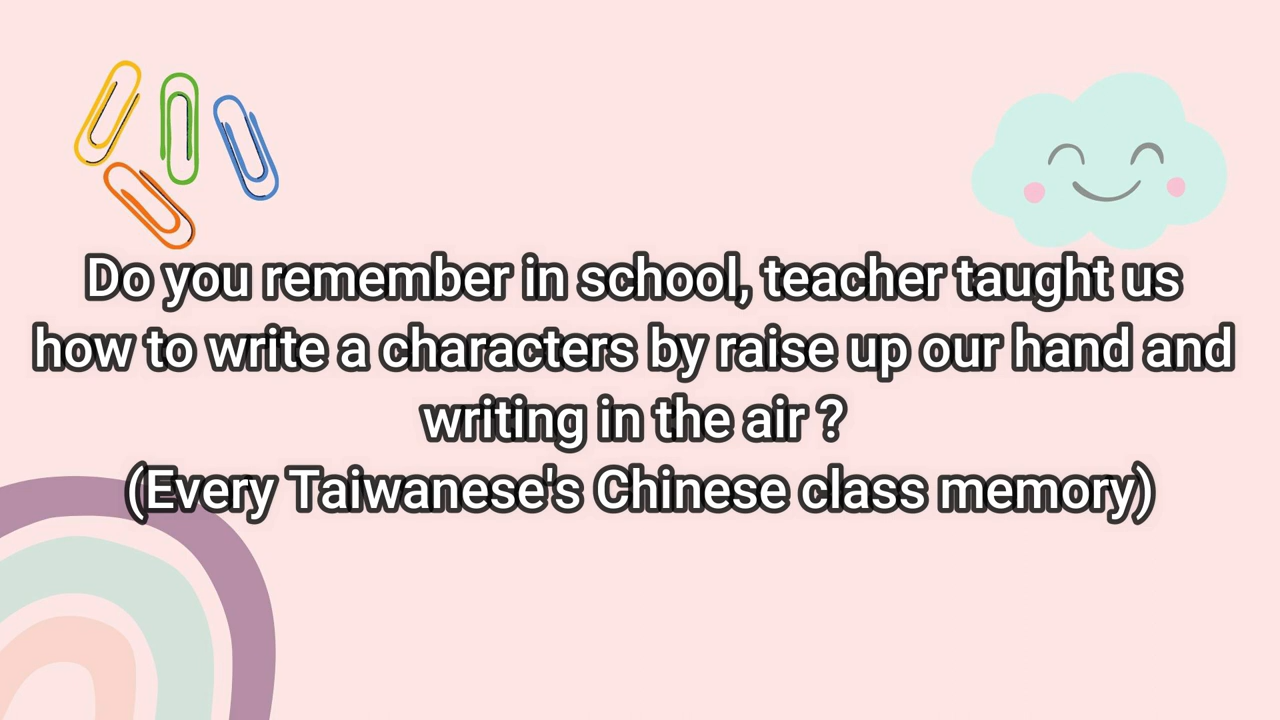 Do you remember in school, teacher taught us
how to write a characters by raise up our hand and
writing in the air ?
(Every Taiwanese's Chinese class memory)